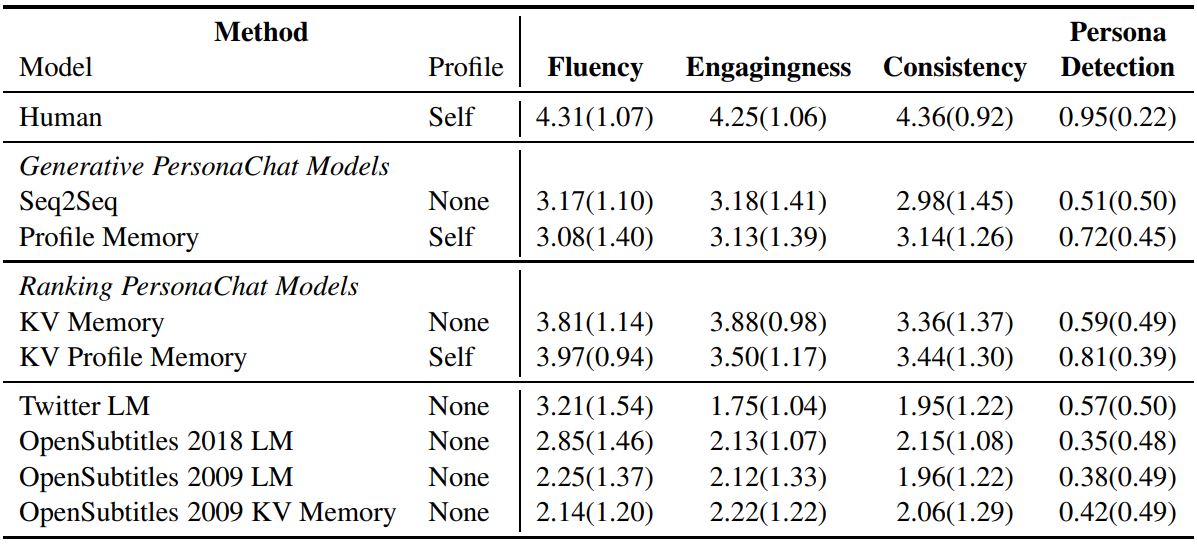 Method Persona
Model Profile Fluency Engagingness Consistency Detection
Human Self 4.31(1.07) 4.25(1.06) 4.36(0.92) 0.95(0.22)
Generative PersonaChat Models
Seq2Seq None 3.17(1.10) 3.18(1.41) 2.98(1.45) 0.51(0.50)
Profile Memory Self 3.08(1.40) 3.13(1.39) 3.14(1.26) 0.72(0.45)
Ranking PersonaChat Models
KV Memory None 3.81(1.14) 3.88(0.98) 3.36(1.37) 0.59(0.49)
KV Profile Memory Self 3.97(0.94) 3.50(1.17) 3.44(1.30) 0.81(0.39)
Twitter LM None 3.21(1.54) 1.75(1.04) 1.95(1.22) 0.57(0.50)
OpenSubtitles 2018 LM None 2.85(1.46) 2.13(1.07) 2.15(1.08) 0.35(0.48)
OpenSubtitles 2009 LM None 2.25(1.37) 2.12(1.33) 1.96(1.22) 0.38(0.49)
OpenSubtitles 2009 KV Memory None 2.14(1.20) 2.22(1.22) 2.06(1.29) 0.42(0.49)